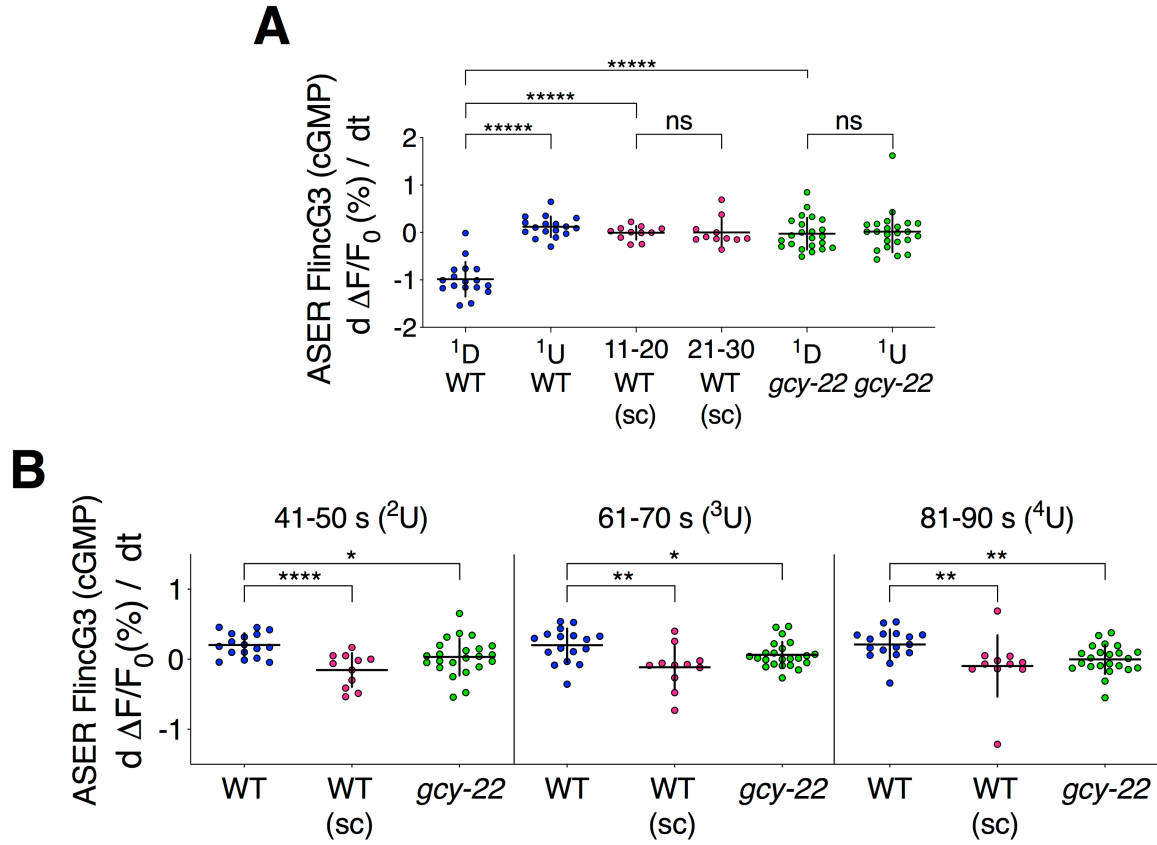 A
ASER FlincG3 (cGMP)
d ΔF/F0(%) / dt
*****
*****
*****
ns
ns
2
1
0
-1
-2
1D 1U 11-20 21-30 1D 1U
WT WT WT WT gcy-22 gcy-22
(sc) (sc)
B
ASER FlincG3 (cGMP)
d ΔF/F0(%) / dt
41-50 s (2U) 61-70 s (3U) 81-90 s (4U)
* * **
**** ** **
1
0
-1
WT WT gcy-22 WT WT gcy-22 WT WT gcy-22
(sc) (sc) (sc)